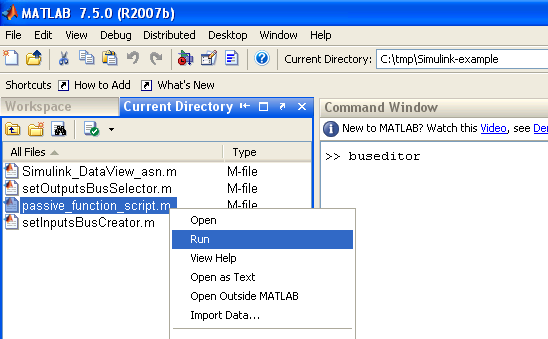 MATLAB 7.5.0 (R2007b)
File Edit View Debug Distributed Desktop Window Help
Current Directory: C:\tmp\Simulink-example
Shortcuts How to Add What's New
Workspace Current Directory
Command Window
New to MATLAB? Watch this Video, see
>> buseditor
All Files Type
Simulink_DataView_asn.m M-file
setOutputsBusSelector.m M-file
passive_function_script.m M-file
setInputsBusCreator.m
Open
Run
View Help
Open as Text
Open Outside MATLAB
Import Data...